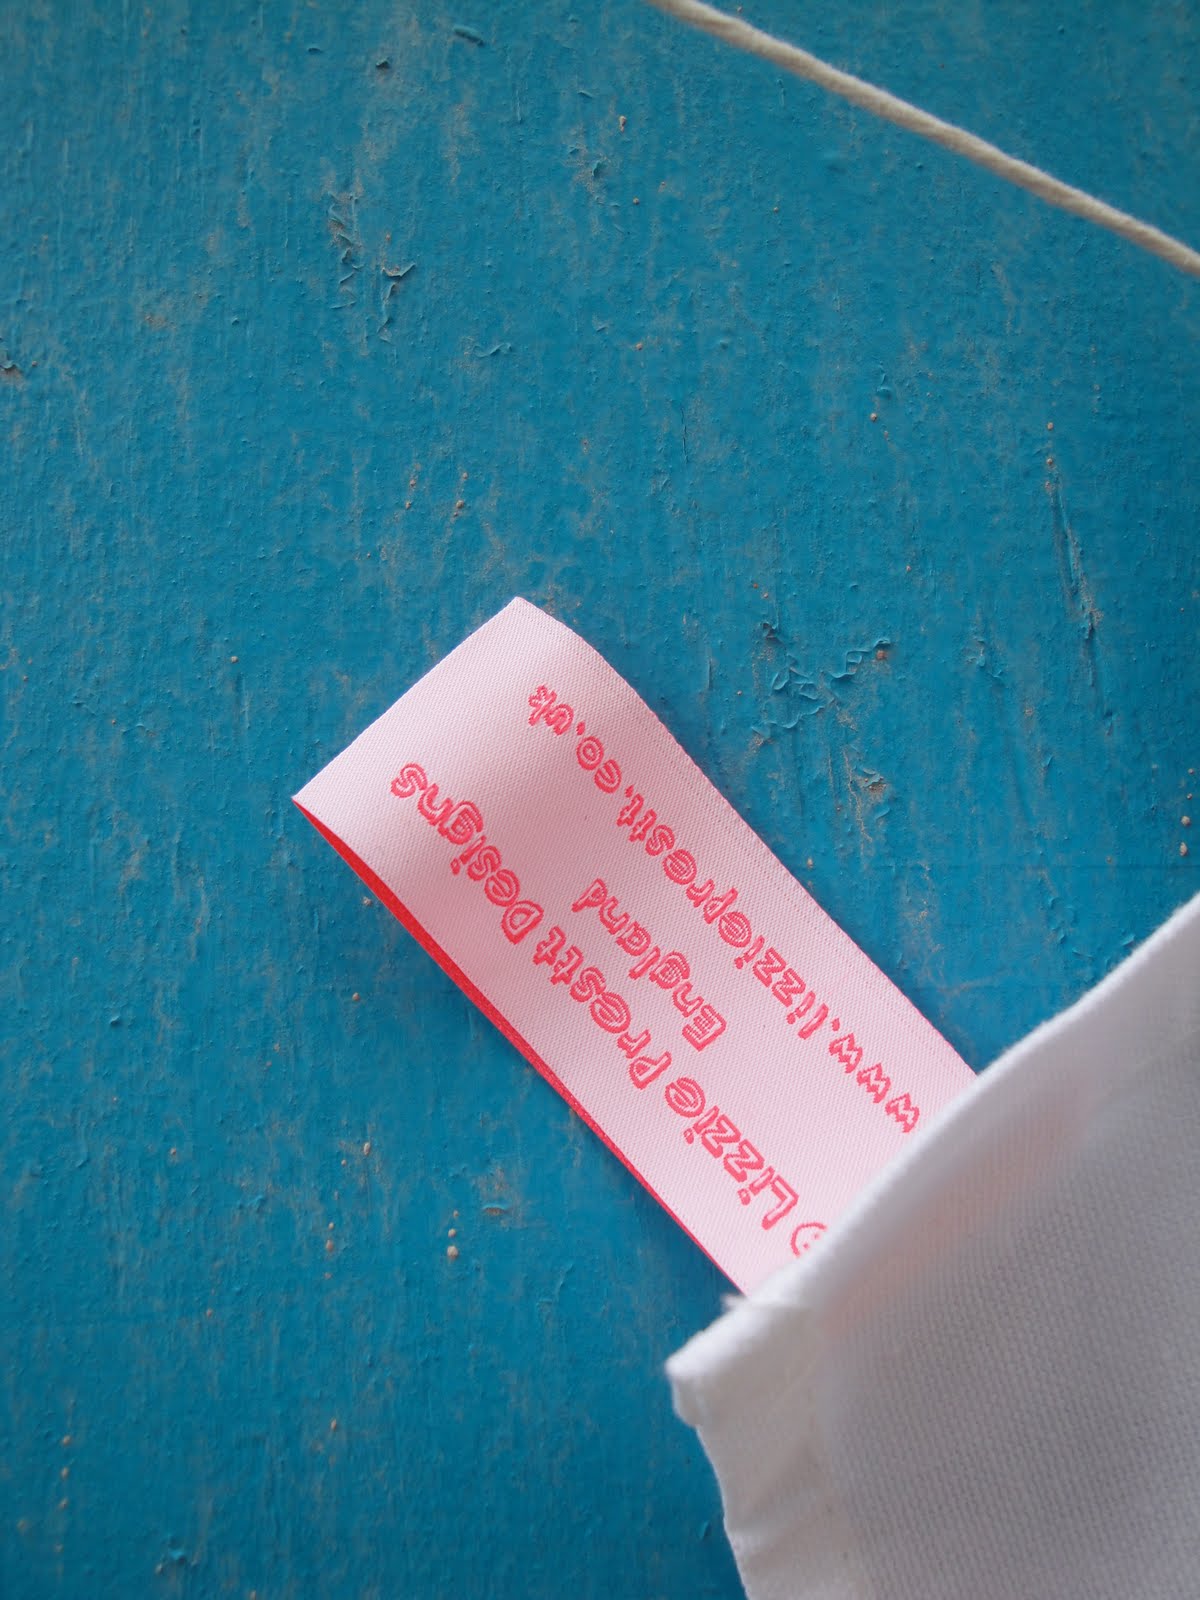 © Lizzie Prestt Designs
England
www.lizzieprestt.co.uk